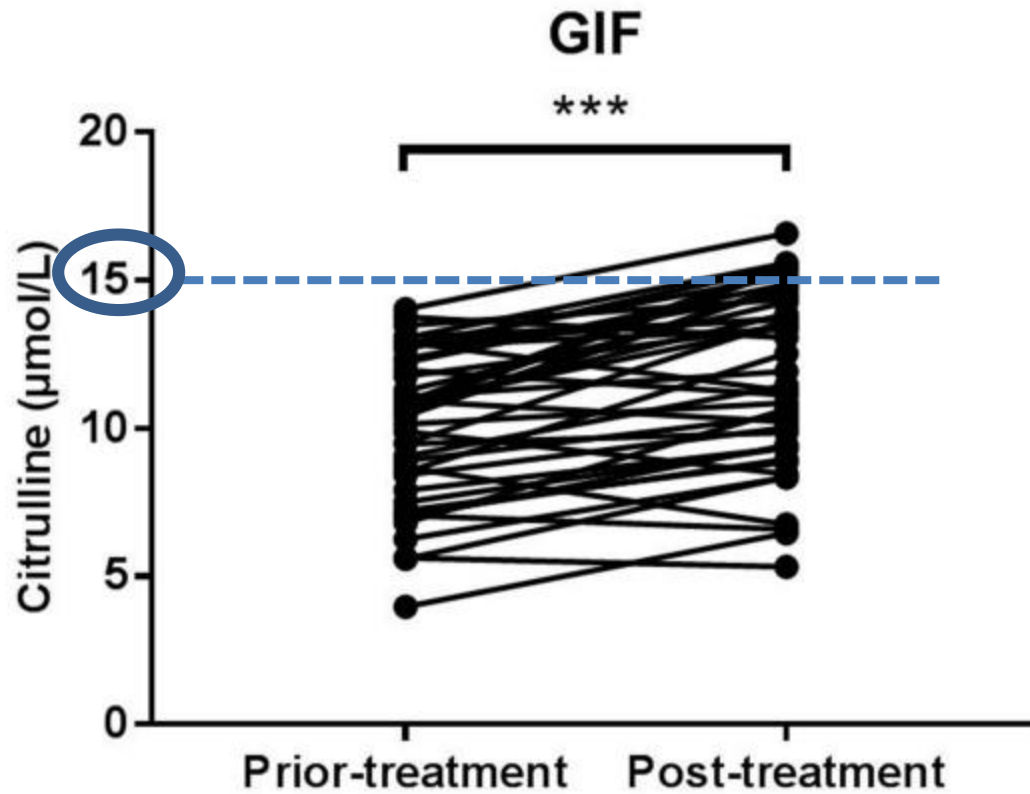 GIF
***
20
15
10
5
0
Citrulline (μmol/L)
Prior-treatment
Post-treatment